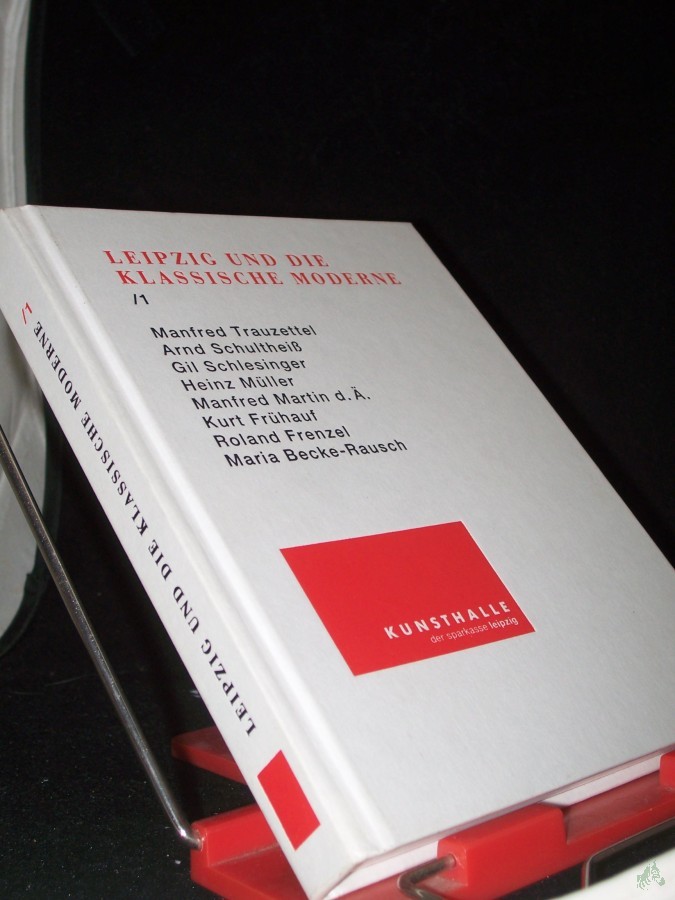 LEIPZIG UND DIE
KLASSISCHE MODERNE
/1
Manfred Trauzettel
Arnd Schultheiß
Gil Schlesinger
Heinz Müller
Manfred Martin d. Ä.
Kurt Frühauf
Roland Frenzel
Maria Becke-Rausch
KUNSTHALLE
der sparkasse leipzig
LEIPZIG UND DIE KLASSISCHE MODERNE /1